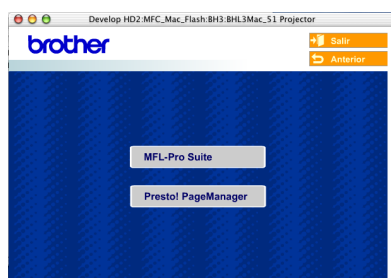 Develop HD2:MFC_Mac_Flash:BH3:BHL3Mac_S1 Projector
brother
Salir
Anterior
MFL-Pro Suite
Presto! PageManager